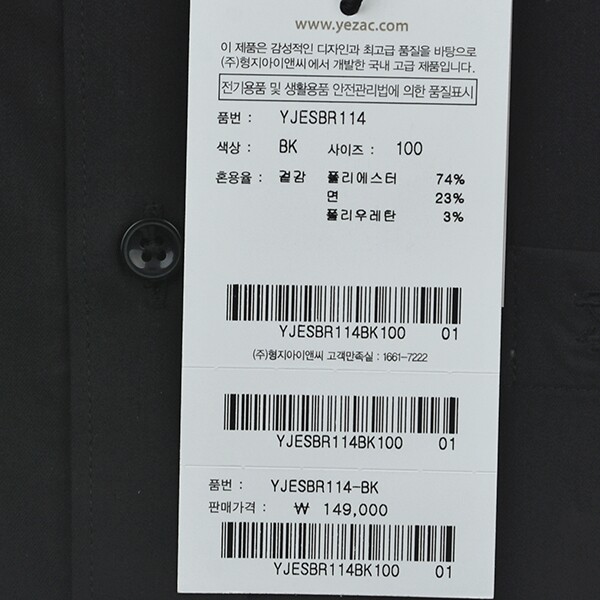 www.yezac.com
이 제품은 감성적인 디자인과 최고급 품질을 바탕으로
(주)형지아이앤씨에서 개발한 국내 고급 제품입니다.
전기용품 및 생활용품 안전관리법에 의한 품질표시
품번 : YJESBR114
색상 : BK 사이즈 : 100
혼용율 : 겉감 폴리에스터 74%
면 23%
폴리우레탄 3%
YJESBR114BK100 01
(주)형지아이앤씨 고객만족실 : 1661-7222
YJESBR114BK100 01
품번 : YJESBR114-BK
판매가격 : ₩ 149,000
YJESBR114BK100 01